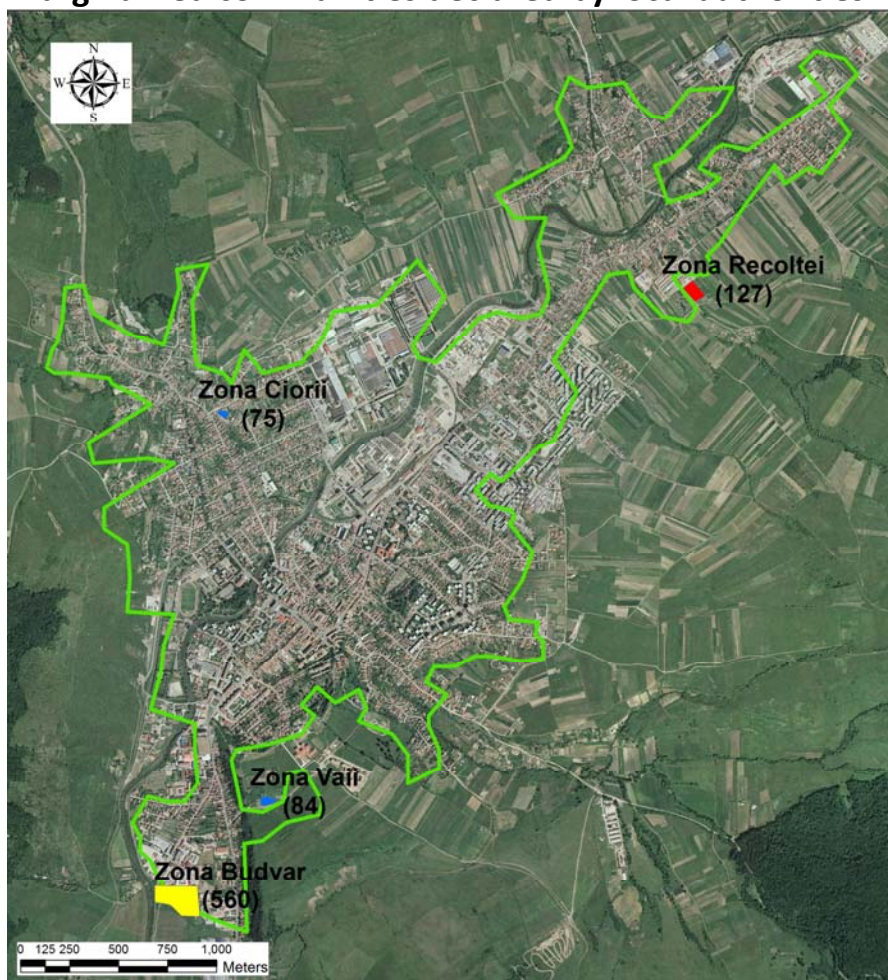 N
W E
S
Zona Recoltei
(127)
Zona Ciorii
(75)
Zona Vaii
(84)
Zona Budvar
(560)
0 125 250 500 750 1,000
Meters